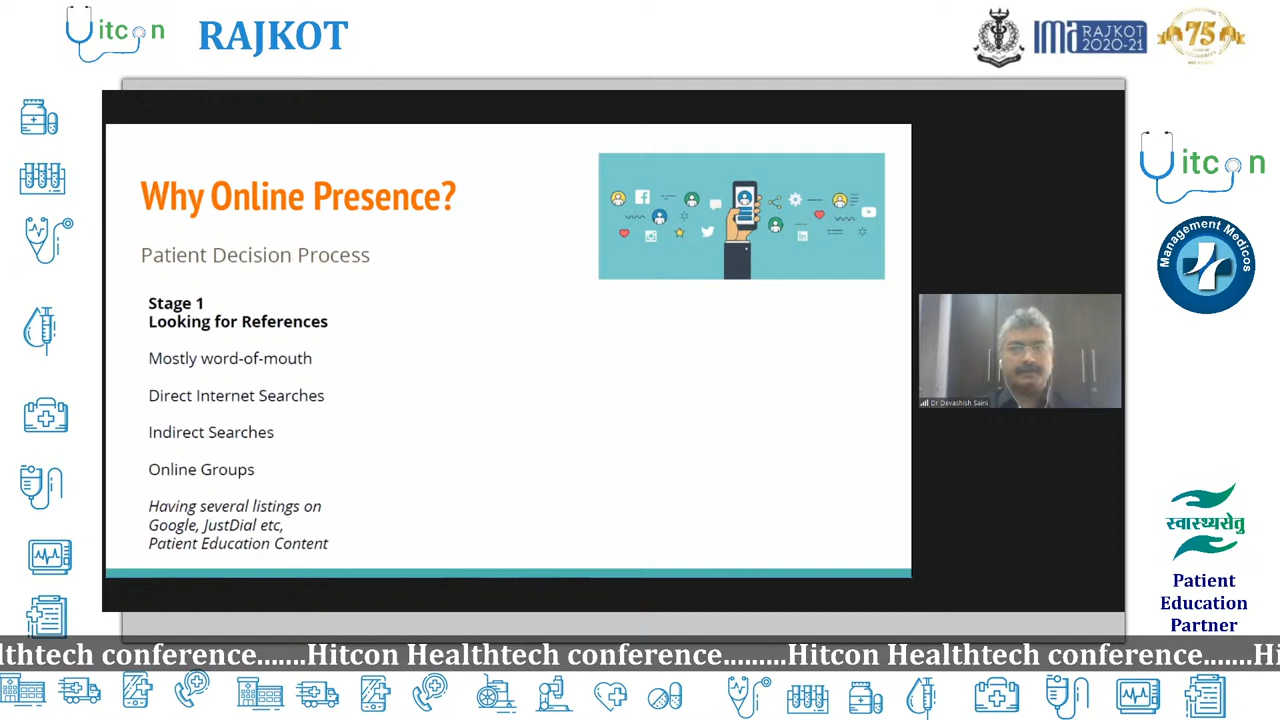 itcon
RAJKOT
ima RAJKOT
2020-21
75
itcon
Management Medicos
Why Online Presence?
Patient Decision Process
Stage 1
Looking for References
Mostly word-of-mouth
Direct Internet Searches
Indirect Searches
Online Groups
Having several listings on
Google, JustDial etc,
Patient Education Content
Dr Devashish Saini
स्वास्थ्यसेतु
Patient
Education
Partner
lthtech conference.......Hitcon Healthtech conference.........Hitcon Healthtech conference.......Hi